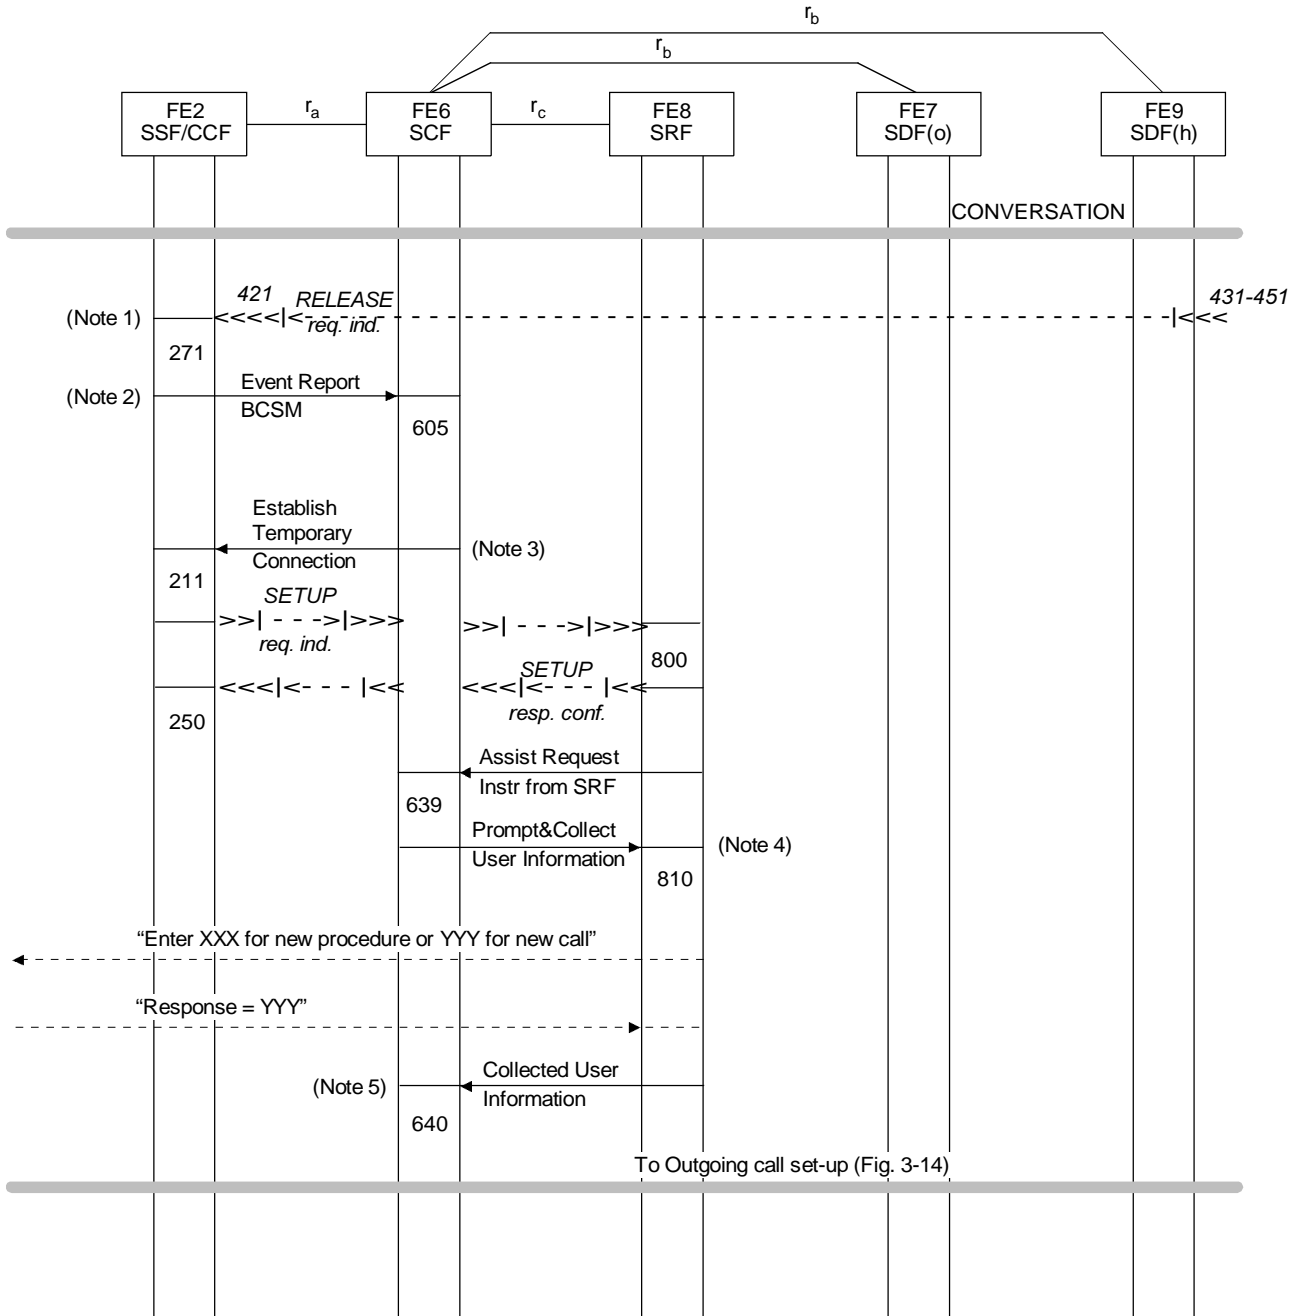 r_b
r_b
FE2
SSF/CCF
r_a
FE6
SCF
r_c
FE8
SRF
FE7
SDF(o)
FE9
SDF(h)
CONVERSATION
(Note 1)
421
<<<<|<
RELEASE
req. ind.
|<<<
431-451
271
(Note 2)
Event Report
BCSM
605
Establish
Temporary
Connection
(Note 3)
211
SETUP
>>| - - - ->|>>>
req. ind.
>>| - - - ->|>>>
800
<<<|<- - - - |<<
SETUP
<<<|<- - - - |<<
resp. conf.
250
Assist Request
Instr from SRF
639
Prompt&Collect
User Information
(Note 4)
810
“Enter XXX for new procedure or YYY for new call”
“Response = YYY”
(Note 5)
Collected User
Information
640
To Outgoing call set-up (Fig. 3-14)